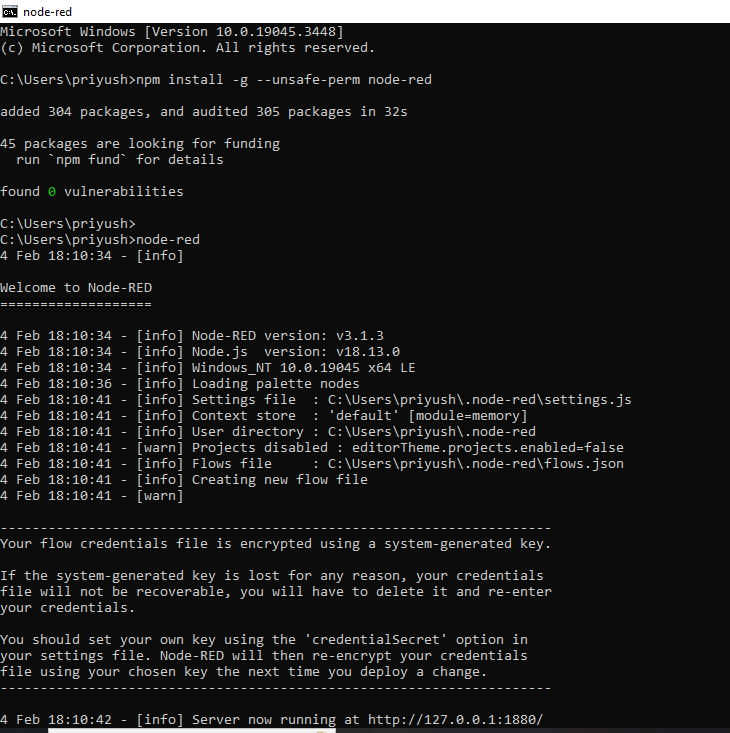 node-red
Microsoft Windows [Version 10.0.19045.3448]
(c) Microsoft Corporation. All rights reserved.
C:\Users\priyush>npm install -g --unsafe-perm node-red
added 304 packages, and audited 305 packages in 32s
45 packages are looking for funding
  run `npm fund` for details
found 0 vulnerabilities
C:\Users\priyush>
C:\Users\priyush>node-red
4 Feb 18:10:34 - [info]
Welcome to Node-RED
===================
4 Feb 18:10:34 - [info] Node-RED version: v3.1.3
4 Feb 18:10:34 - [info] Node.js  version: v18.13.0
4 Feb 18:10:34 - [info] Windows_NT 10.0.19045 x64 LE
4 Feb 18:10:36 - [info] Loading palette nodes
4 Feb 18:10:41 - [info] Settings file  : C:\Users\priyush\.node-red\settings.js
4 Feb 18:10:41 - [info] Context store  : 'default' [module=memory]
4 Feb 18:10:41 - [info] User directory : C:\Users\priyush\.node-red
4 Feb 18:10:41 - [warn] Projects disabled : editorTheme.projects.enabled=false
4 Feb 18:10:41 - [info] Flows file     : C:\Users\priyush\.node-red\flows.json
4 Feb 18:10:41 - [info] Creating new flow file
4 Feb 18:10:41 - [warn]
---------------------------------------------------------------------
Your flow credentials file is encrypted using a system-generated key.
If the system-generated key is lost for any reason, your credentials
file will not be recoverable, you will have to delete it and re-enter
your credentials.
You should set your own key using the 'credentialSecret' option in
your settings file. Node-RED will then re-encrypt your credentials
file using your chosen key the next time you deploy a change.
---------------------------------------------------------------------
4 Feb 18:10:42 - [info] Server now running at http://127.0.0.1:1880/